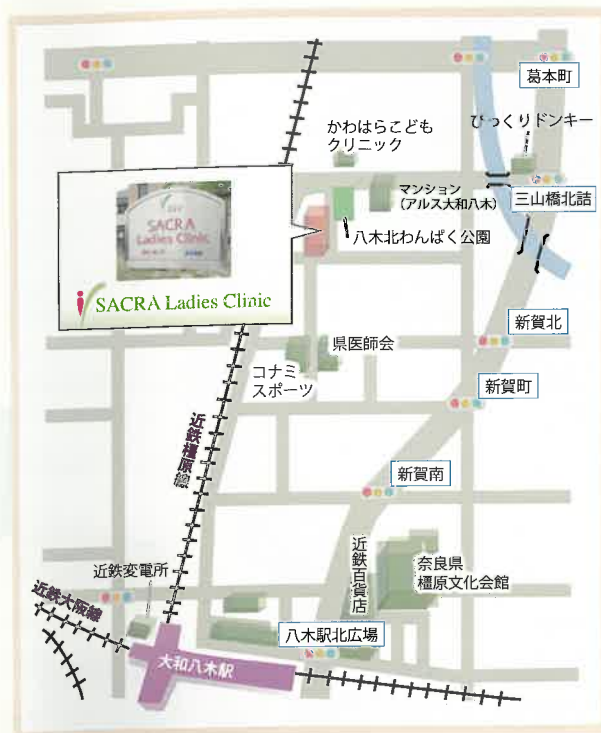 葛本町
びっくりドンキー
かわはらこども
クリニック
マンション
(アルス大和八木)
三山橋北詰
八木北わんぱく公園
SACRA
Ladies Clinic
SACRA Ladies Clinic
新賀北
県医師会
コナミ
スポーツ
新賀町
近鉄橿原線
新賀南
近鉄百貨店
奈良県
橿原文化会館
近鉄変電所
近鉄大阪線
八木駅北広場
大和八木駅